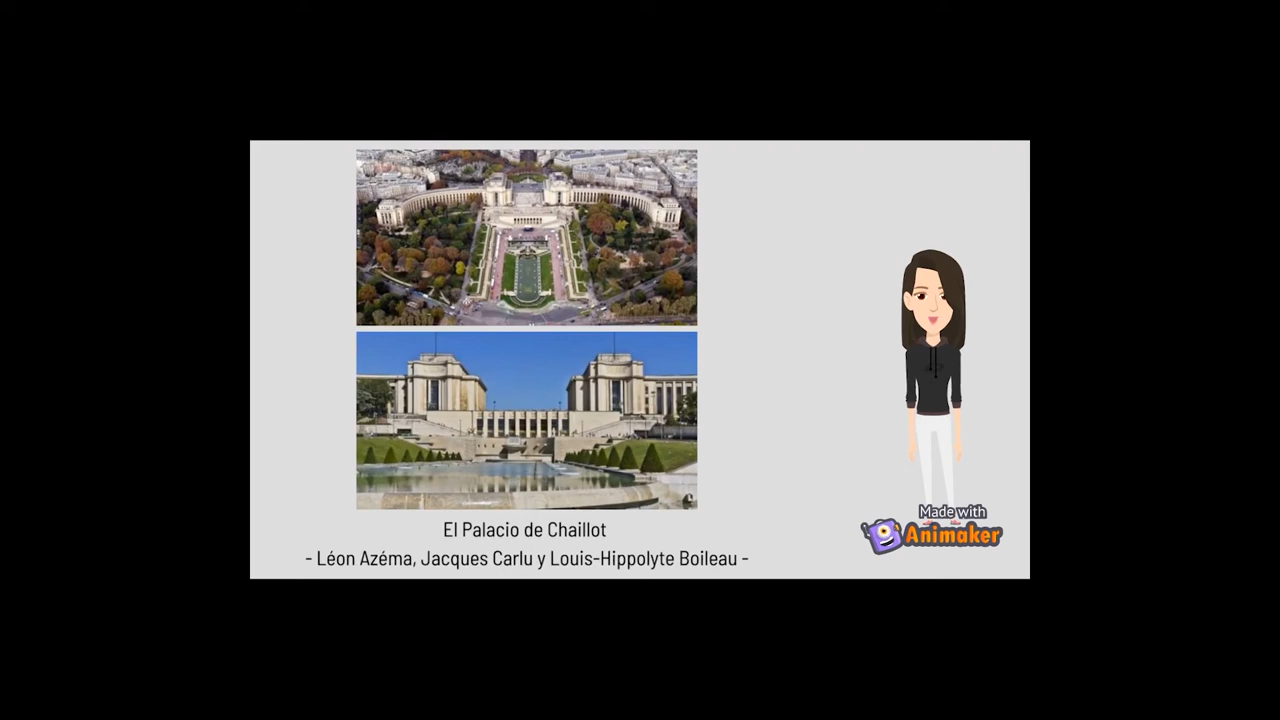 El Palacio de Chaillot
- Léon Azéma, Jacques Carlu y Louis-Hippolyte Boileau -
Made with
Animaker